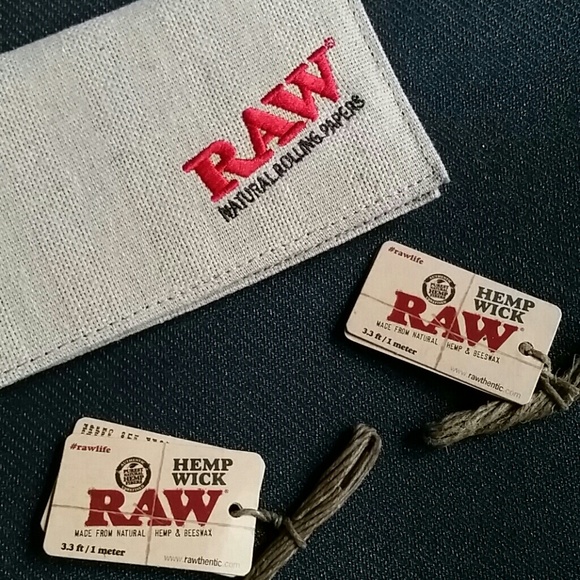 RAW®
NATURAL ROLLING PAPERS
#rawlife
HEMP
WICK
RAW®
MADE FROM NATURAL HEMP & BEESWAX
3.3 ft / 1 meter
www.rawthentic.com
#rawlife
HEMP
WICK
RAW®
MADE FROM NATURAL HEMP & BEESWAX
3.3 ft / 1 meter
www.rawthentic.com